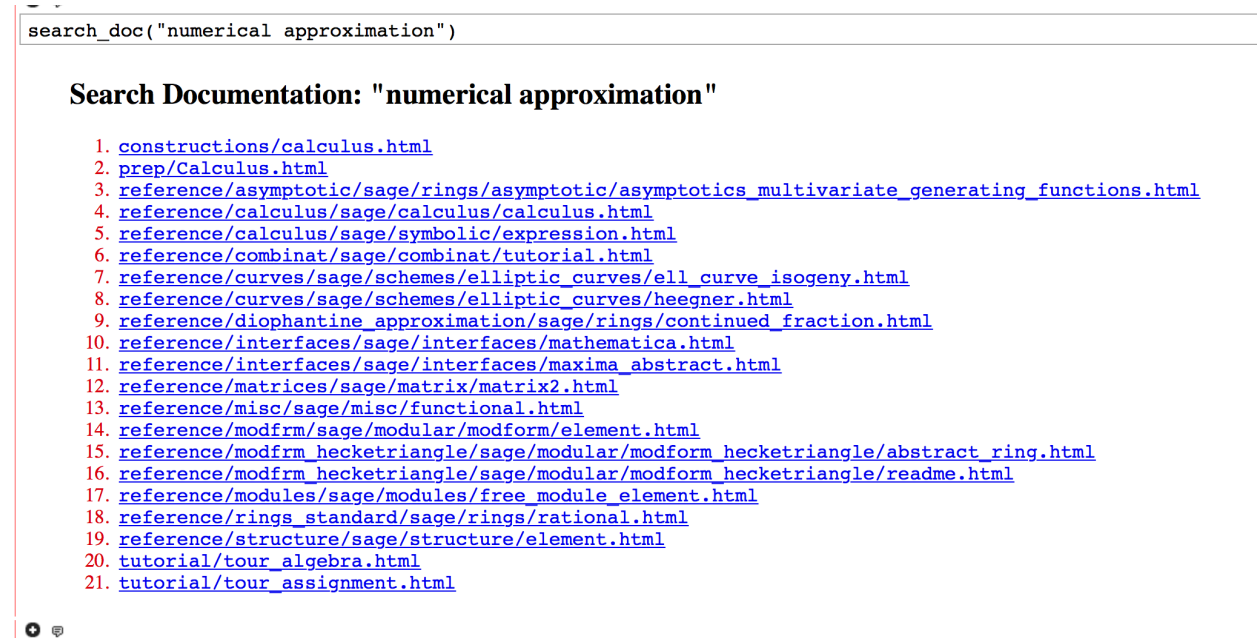 search_doc("numerical approximation")
Search Documentation: "numerical approximation"
1. constructions/calculus.html
2. prep/Calculus.html
3. reference/asymptotic/sage/rings/asymptotic/asymptotics_multivariate_generating_functions.html
4. reference/calculus/sage/calculus/calculus.html
5. reference/calculus/sage/symbolic/expression.html
6. reference/combinat/sage/combinat/tutorial.html
7. reference/curves/sage/schemes/elliptic_curves/ell_curve_isogeny.html
8. reference/curves/sage/schemes/elliptic_curves/heegner.html
9. reference/diophantine_approximation/sage/rings/continued_fraction.html
10. reference/interfaces/sage/interfaces/mathematica.html
11. reference/interfaces/sage/interfaces/maxima_abstract.html
12. reference/matrices/sage/matrix/matrix2.html
13. reference/misc/sage/misc/functional.html
14. reference/modfrm/sage/modular/modform/element.html
15. reference/modfrm_hecketriangle/sage/modular/modform_hecketriangle/abstract_ring.html
16. reference/modfrm_hecketriangle/sage/modular/modform_hecketriangle/readme.html
17. reference/modules/sage/modules/free_module_element.html
18. reference/rings_standard/sage/rings/rational.html
19. reference/structure/sage/structure/element.html
20. tutorial/tour_algebra.html
21. tutorial/tour_assignment.html